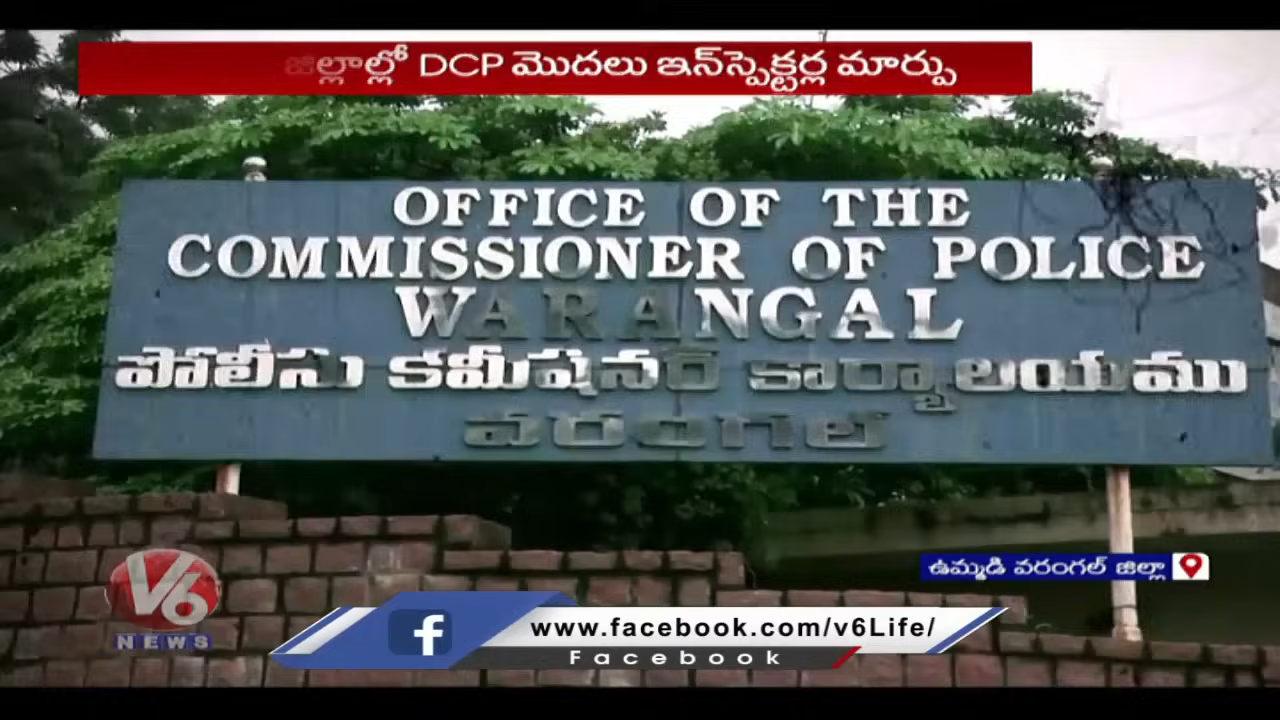 జిల్లాల్లో DCP మొదలు ఇన్‌స్పెక్టర్ల మార్పు
OFFICE OF THE
COMMISSIONER OF POLICE
WARANGAL
పోలీసు కమీషనర్ కార్యాలయము
వరంగల్
ఉమ్మడి వరంగల్ జిల్లా
V6
NEWS
f
www.facebook.com/v6Life/
Facebook